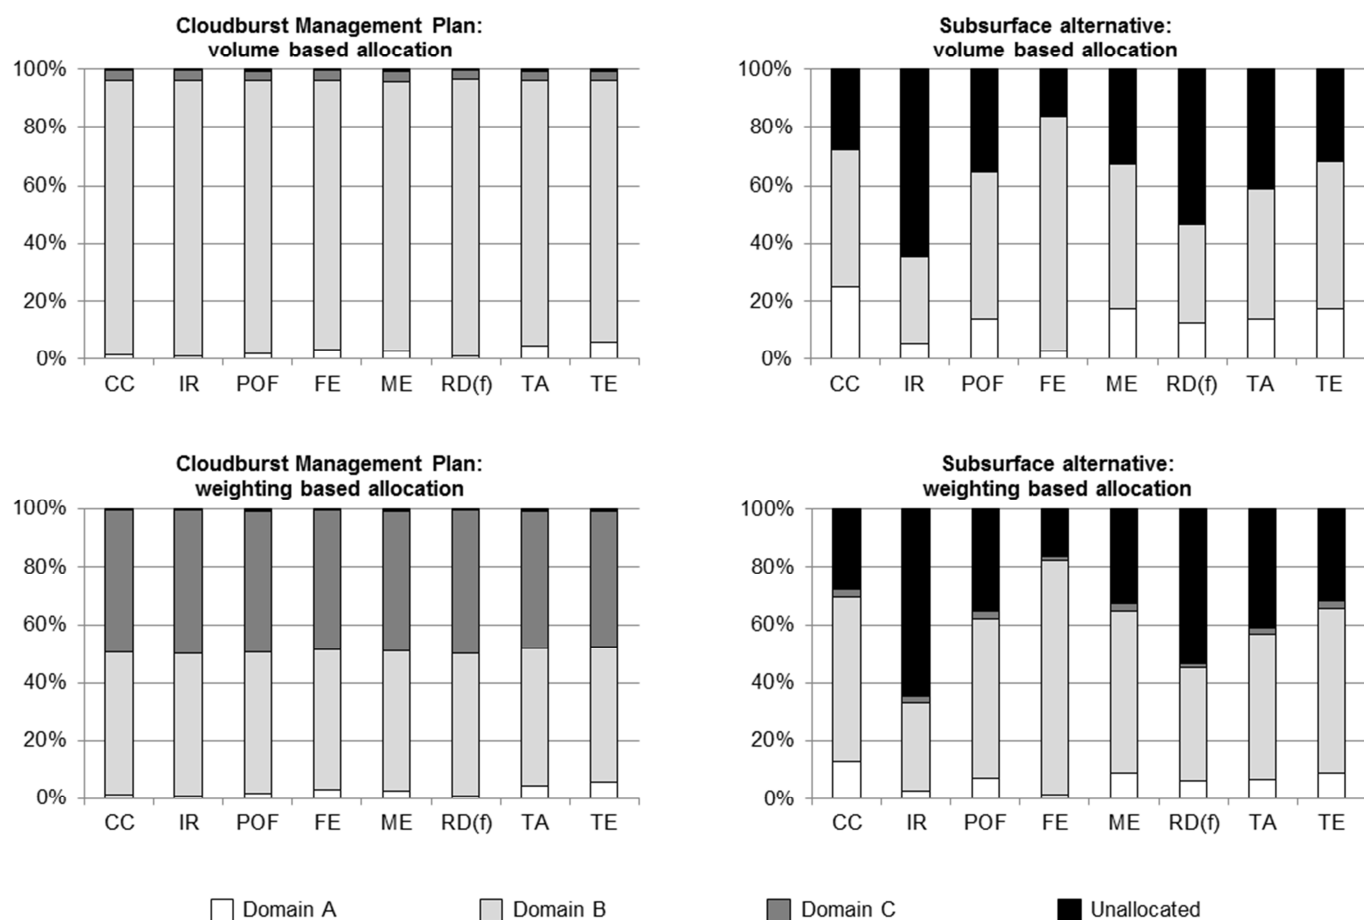 Cloudburst Management Plan:
volume based allocation
100%
80%
60%
40%
20%
0%
CC IR POF FE ME RD(f) TA TE
Subsurface alternative:
volume based allocation
100%
80%
60%
40%
20%
0%
CC IR POF FE ME RD(f) TA TE
Cloudburst Management Plan:
weighting based allocation
100%
80%
60%
40%
20%
0%
CC IR POF FE ME RD(f) TA TE
Subsurface alternative:
weighting based allocation
100%
80%
60%
40%
20%
0%
CC IR POF FE ME RD(f) TA TE
Domain A Domain B Domain C Unallocated